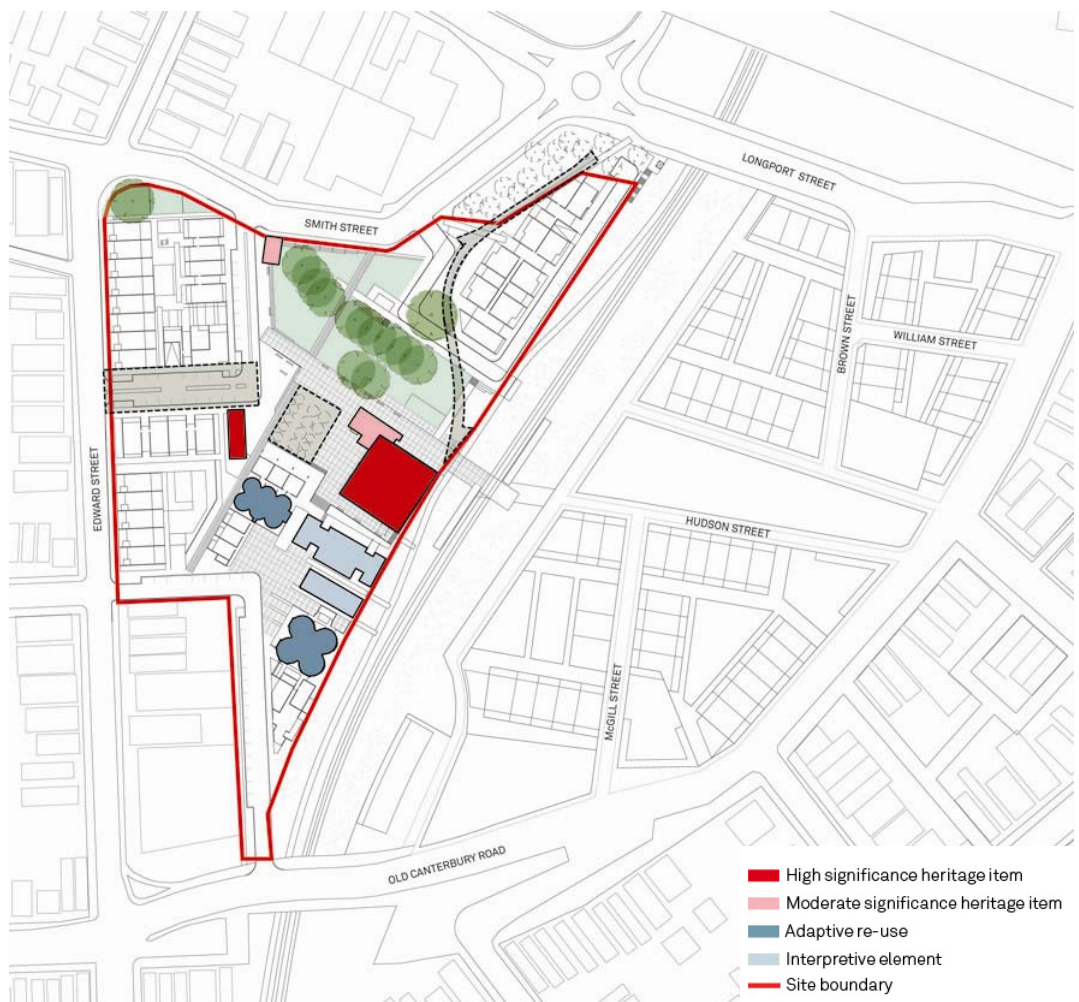 LONGPORT STREET
SMITH STREET
BROWN STREET
WILLIAM STREET
EDWARD STREET
HUDSON STREET
McGILL STREET
OLD CANTERBURY ROAD
High significance heritage item
Moderate significance heritage item
Adaptive re-use
Interpretive element
Site boundary